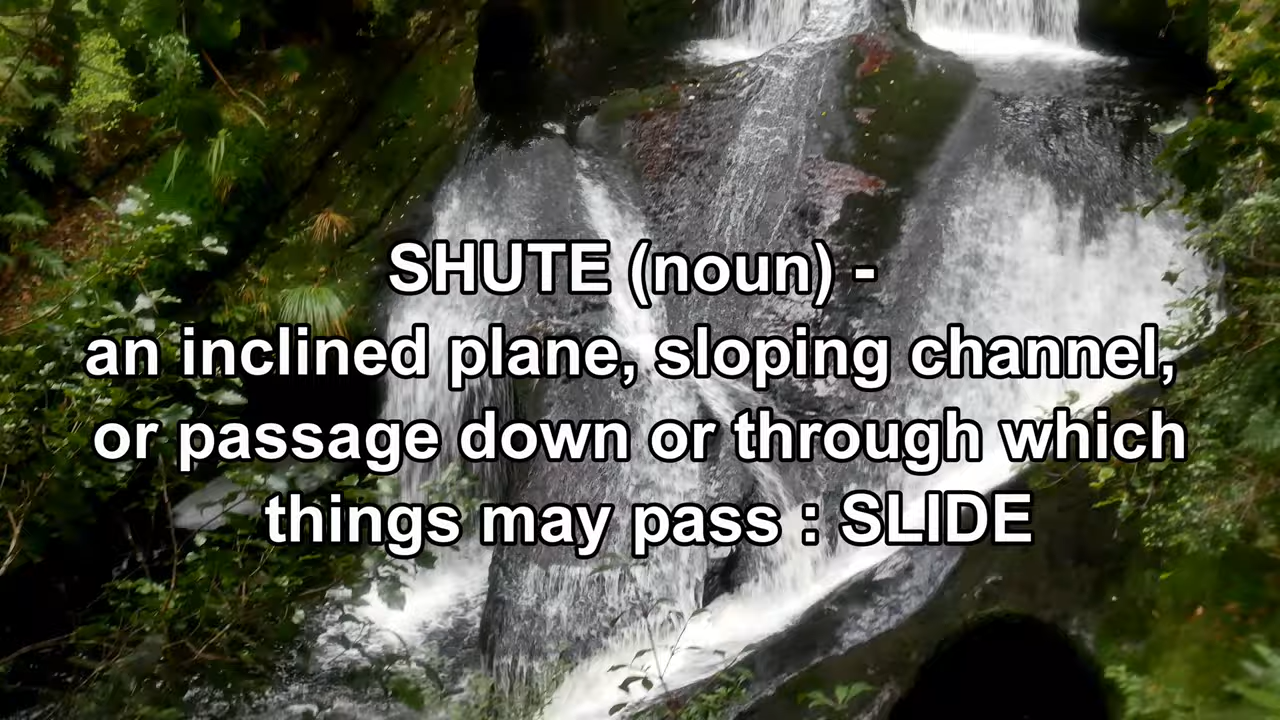 SHUTE (noun) -
an inclined plane, sloping channel,
or passage down or through which
things may pass : SLIDE